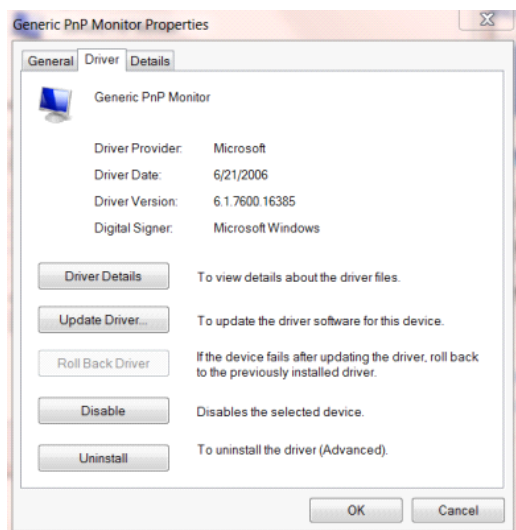 Generic PnP Monitor Properties
General Driver Details
Generic PnP Monitor
Driver Provider: Microsoft
Driver Date: 6/21/2006
Driver Version: 6.1.7600.16385
Digital Signer: Microsoft Windows
Driver Details To view details about the driver files.
Update Driver... To update the driver software for this device.
Roll Back Driver If the device fails after updating the driver, roll back
to the previously installed driver.
Disable Disables the selected device.
Uninstall To uninstall the driver (Advanced).
OK Cancel